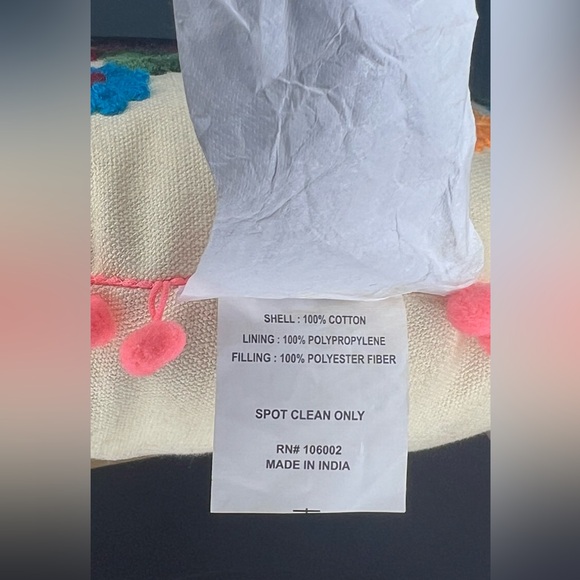 SHELL : 100% COTTON
LINING : 100% POLYPROPYLENE
FILLING : 100% POLYESTER FIBER
SPOT CLEAN ONLY
RN# 106002
MADE IN INDIA